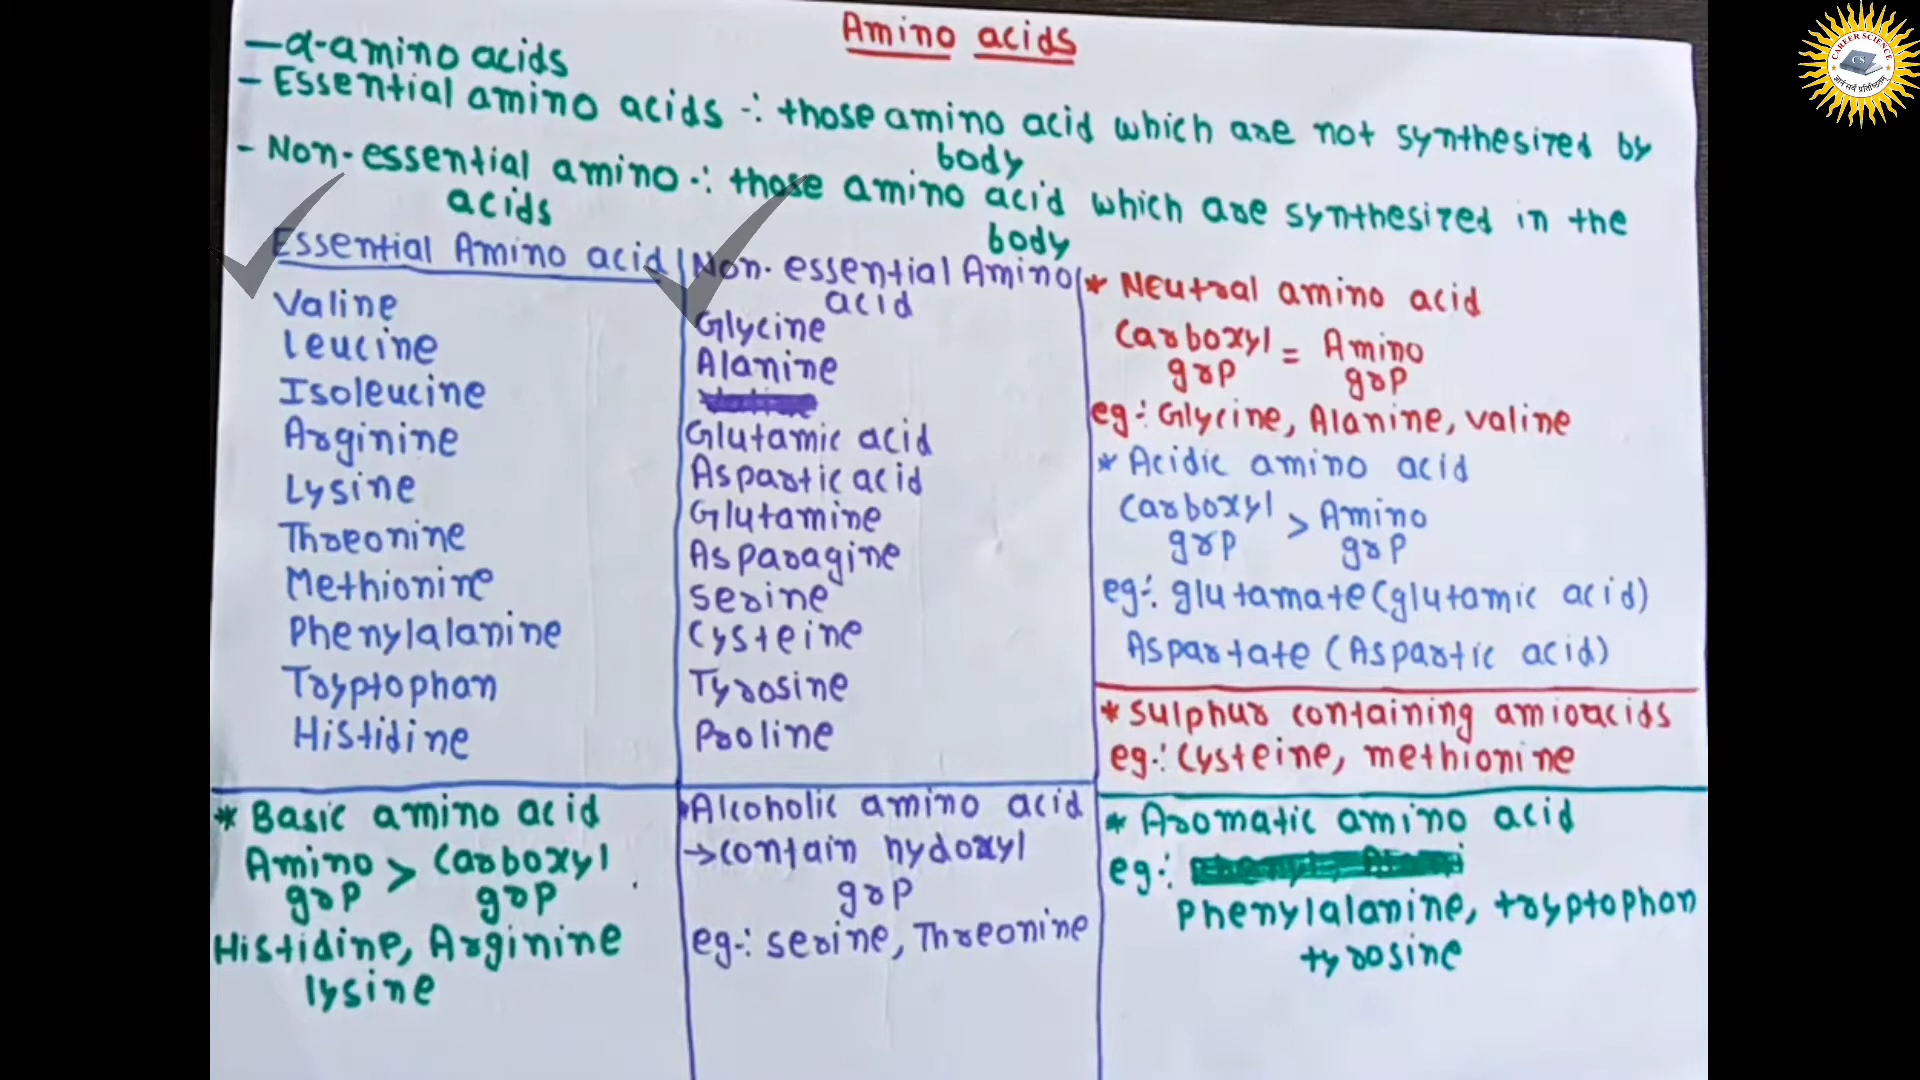 Amino acids
- α-amino acids
- Essential amino acids -: those amino acid which are not synthesized by
body
- Non-essential amino -: those amino acid which are synthesized in the
acids
body
Essential Amino acid
Valine
Leucine
Isoleucine
Arginine
Lysine
Threonine
Methionine
Phenylalanine
Tryptophan
Histidine
Non-essential Amino
acid
Glycine
Alanine
Glutamic acid
Aspartic acid
Glutamine
Asparagine
Serine
Cysteine
Tyrosine
Proline
* Neutral amino acid
Carboxyl = Amino
grp grp
eg-: Glycine, Alanine, valine
* Acidic amino acid
Carboxyl > Amino
grp grp
eg-: glutamate (glutamic acid)
Aspartate (Aspartic acid)
* Sulphur containing amioacids
eg-: Cysteine, methionine
* Basic amino acid
Amino > Carboxyl
grp grp
Histidine, Arginine
lysine
Alcoholic amino acid
→ contain hydoxyl
grp
eg-: serine, Threonine
* Aromatic amino acid
eg-:
Phenylalanine, tryptophan
tyrosine
CAREER SCIENCE
CS